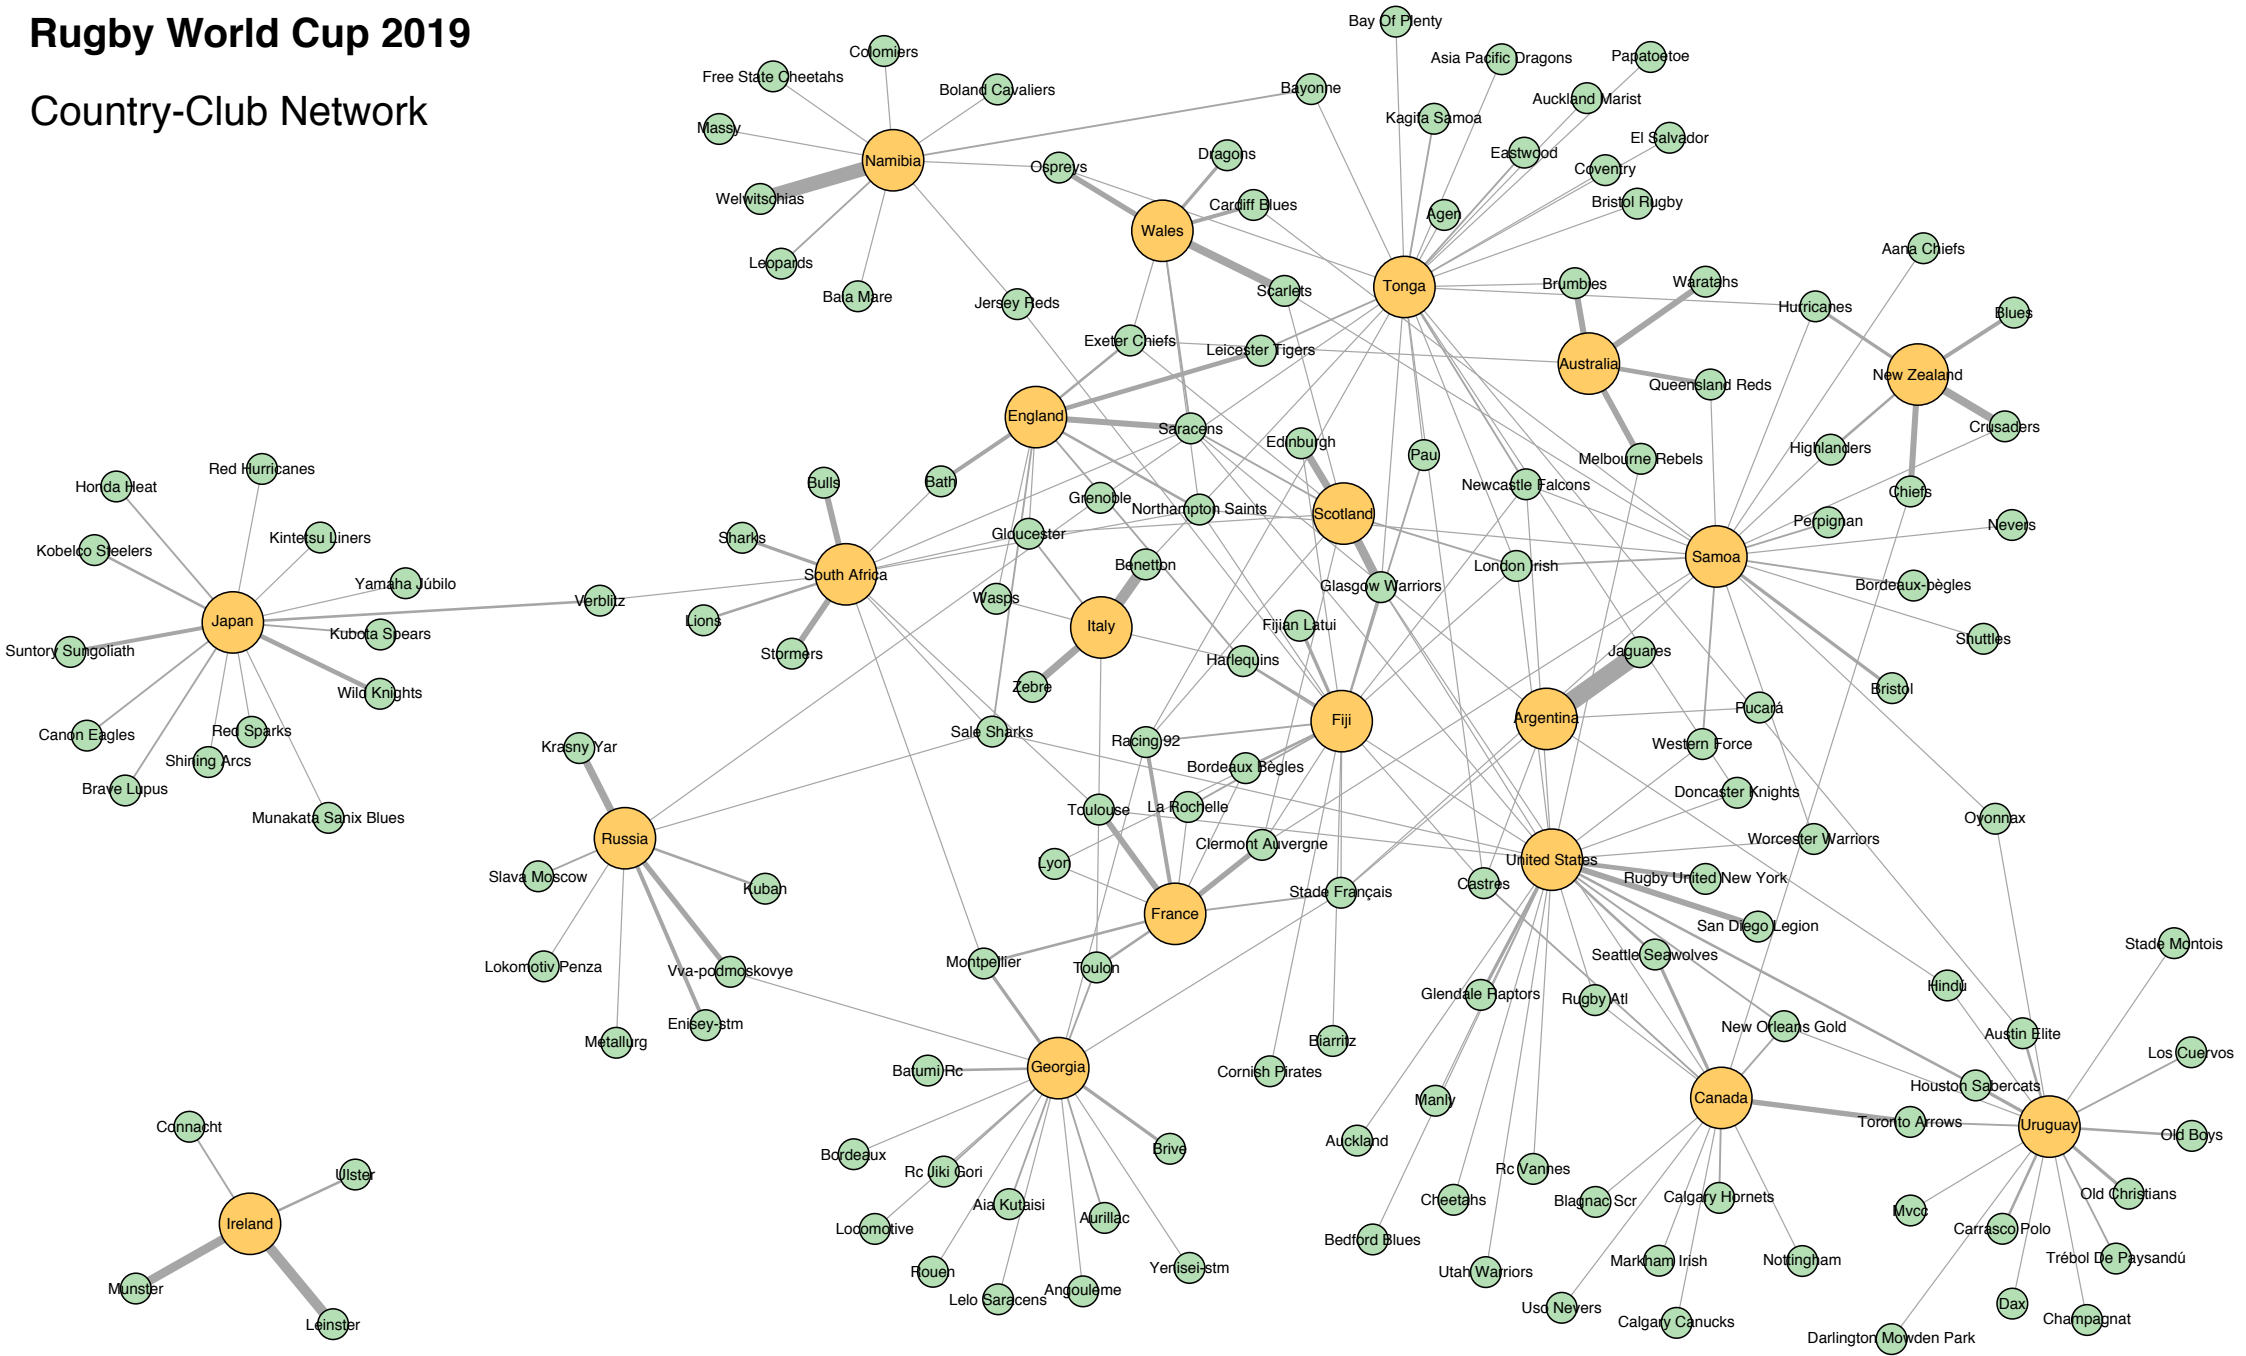 Rugby World Cup 2019
Country-Club Network
Bay Of Plenty
Colomiers
Asia Pacific Dragons
Papatoetoe
Free State Cheetahs
Boland Cavaliers
Bayonne
Auckland Marist
Kagifa Samoa
Massy
El Salvador
Namibia
Ospreys
Dragons
Eastwood
Coventry
Welwitschias
Cardiff Blues
Bristol Rugby
Agen
Wales
Aana Chiefs
Leopards
Baia Mare
Jersey Reds
Scarlets
Tonga
Brumbies
Waratahs
Hurricanes
Blues
Exeter Chiefs
Leicester Tigers
Australia
Queensland Reds
New Zealand
England
Saracens
Edinburgh
Pau
Melbourne Rebels
Highlanders
Crusaders
Honda Heat
Red Hurricanes
Bulls
Bath
Grenoble
Northampton Saints
Newcastle Falcons
Chiefs
Kobelco Steelers
Kintetsu Liners
Sharks
Gloucester
Scotland
Perpignan
Nevers
Yamaha Júbilo
Verblitz
South Africa
Benetton
Glasgow Warriors
London Irish
Samoa
Bordeaux-bègles
Japan
Kubota Spears
Lions
Wasps
Italy
Fijian Latui
Shuttles
Suntory Sungoliath
Wild Knights
Stormers
Zebre
Harlequins
Jaguares
Bristol
Canon Eagles
Red Sparks
Shining Arcs
Krasny Yar
Sale Sharks
Racing 92
Fiji
Argentina
Pucará
Western Force
Brave Lupus
Munakata Sanix Blues
Bordeaux Bègles
Toulouse
La Rochelle
Doncaster Knights
Oyonnax
Russia
Clermont Auvergne
Worcester Warriors
Slava Moscow
Kuban
Lyon
Stade Français
Castres
United States
Rugby United New York
France
San Diego Legion
Lokomotiv Penza
Vva-podmoskovye
Montpellier
Toulon
Seattle Seawolves
Stade Montois
Glendale Raptors
Rugby Atl
Hindú
Metallurg
Enisey-stm
Biarritz
New Orleans Gold
Austin Elite
Los Cuervos
Batumi Rc
Georgia
Cornish Pirates
Manly
Canada
Houston Sabercats
Connacht
Bordeaux
Brive
Auckland
Toronto Arrows
Uruguay
Old Boys
Ulster
Rc Jiki Gori
Rc Vannes
Ireland
Locomotive
Aia Kutaisi
Aurillac
Cheetahs
Blagnac Scr
Calgary Hornets
Mvcc
Old Christians
Carrasco Polo
Rouen
Yenisei-stm
Bedford Blues
Utah Warriors
Markham Irish
Nottingham
Trébol De Paysandú
Munster
Lelo Saracens
Angouleme
Uso Nevers
Dax
Leinster
Calgary Canucks
Champagnat
Darlington Mowden Park